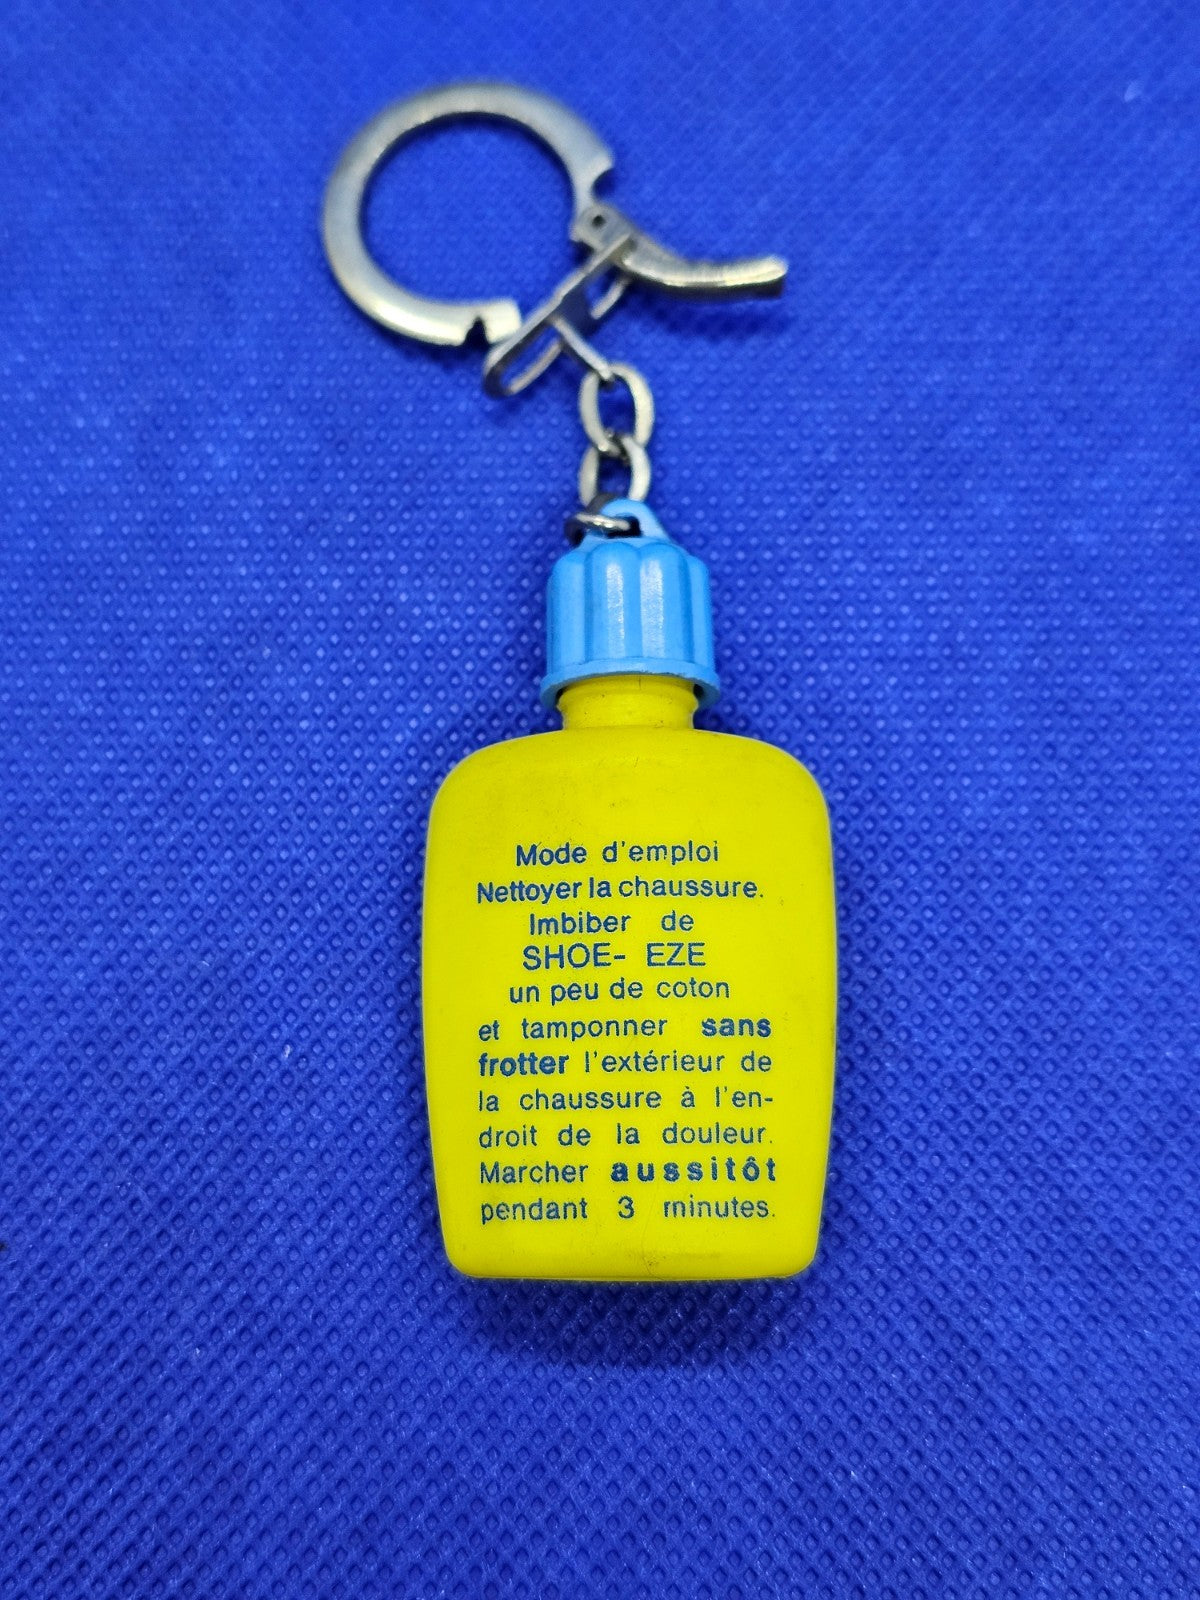 Mode d'emploi
Nettoyer la chaussure.
Imbiber de
SHOE- EZE
un peu de coton
et tamponner sans
frotter l'extérieur de
la chaussure à l'en-
droit de la douleur.
Marcher aussitôt
pendant 3 minutes.